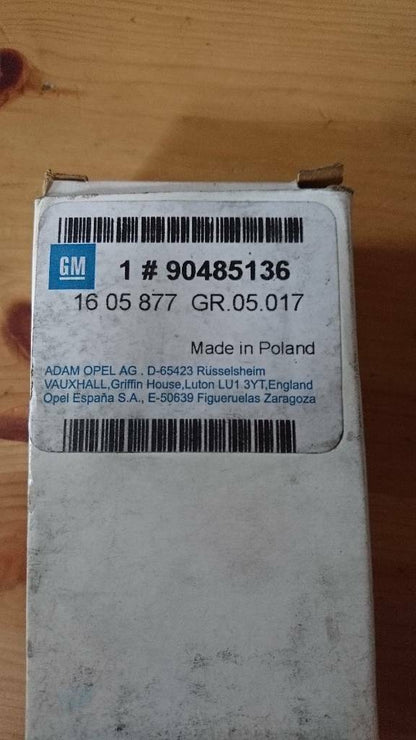 GM
1 # 90485136
16 05 877 GR.05.017
Made in Poland
ADAM OPEL AG . D-65423 Rüsselsheim
VAUXHALL,Griffin House,Luton LU1 3YT,England
Opel España S.A., E-50639 Figueruelas Zaragoza